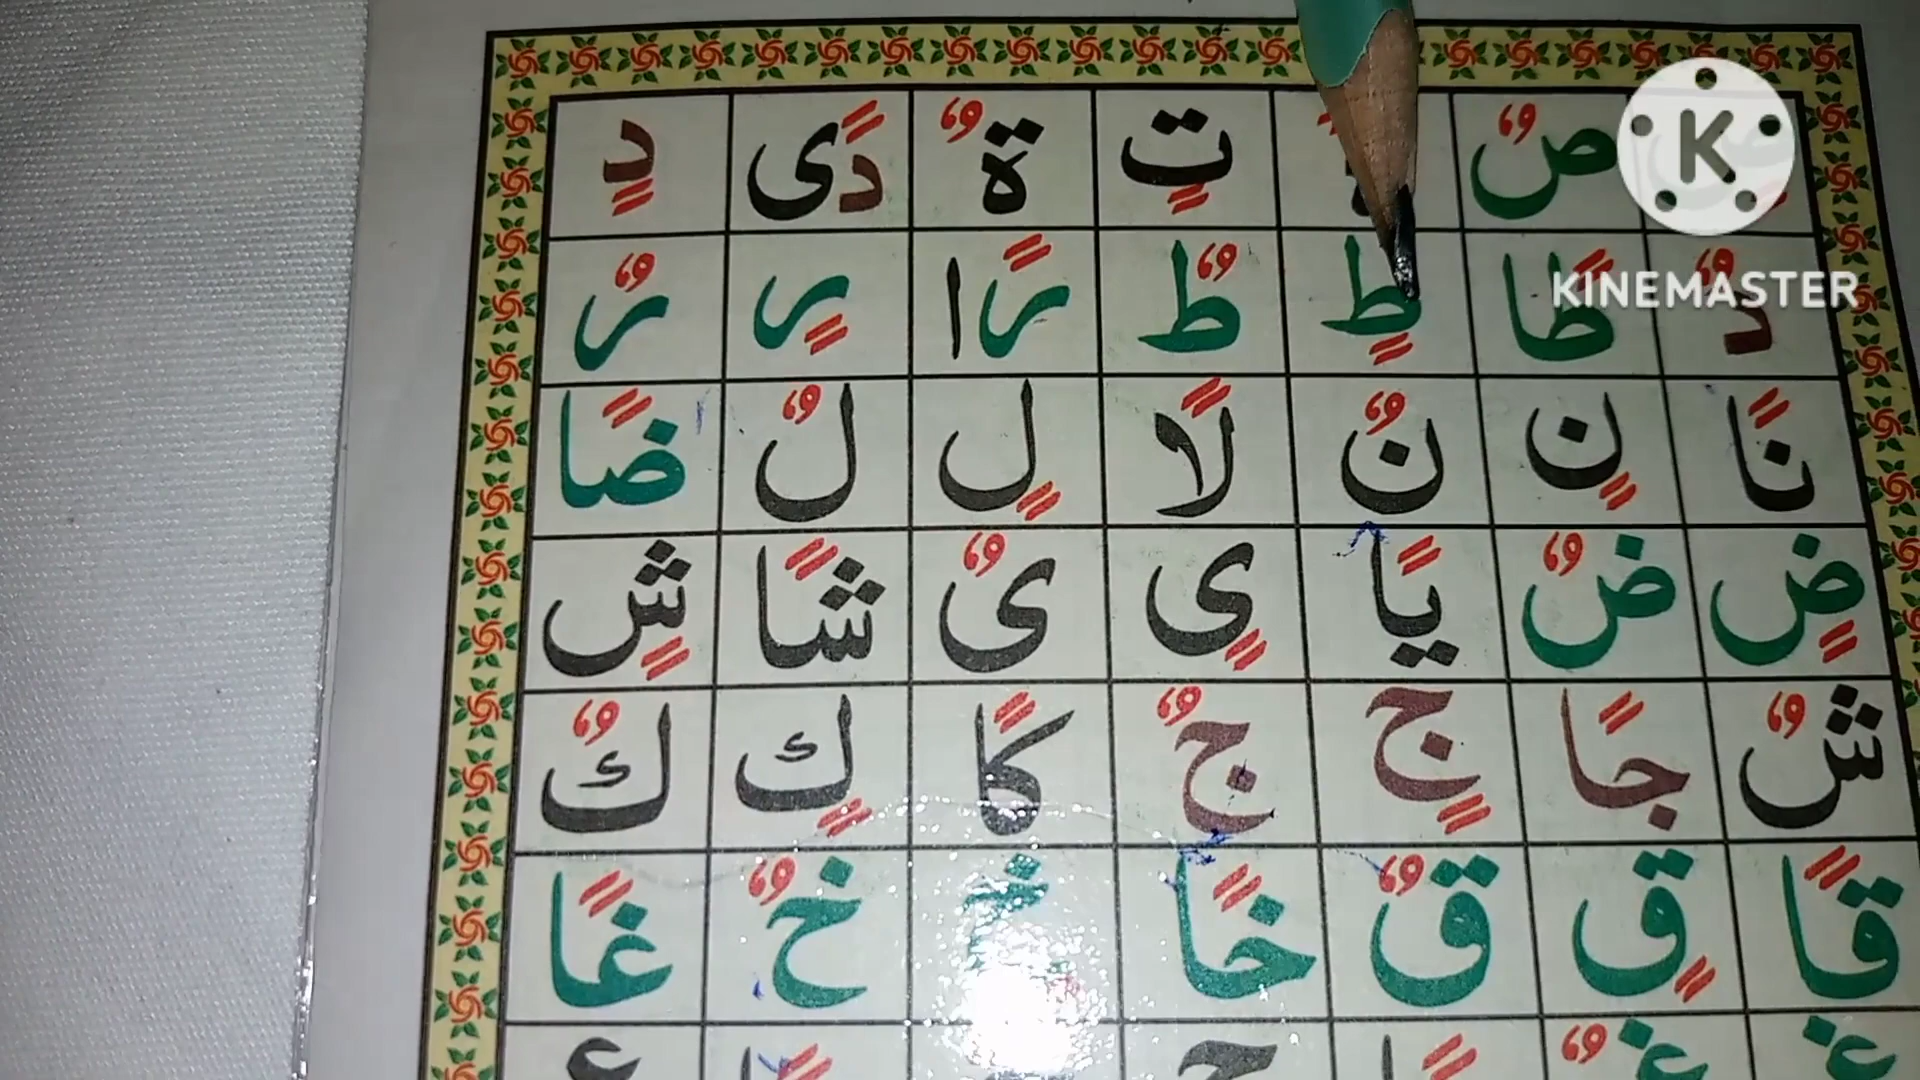 صٌ تٍ ةٌ دًی دٍ
دٌ طًا طٍ طٌ رًا رٍ رٌ
نًا نٍ نٌ لًا لٍ لٌ ضًا
ضٍ ضٌ یًا یٍ یٌ شًا شٍ
شٌ جًا جٍ جٌ كًا كٍ كٌ
قًا قٍ قٌ خًا خٌ غًا
K
KINEMASTER